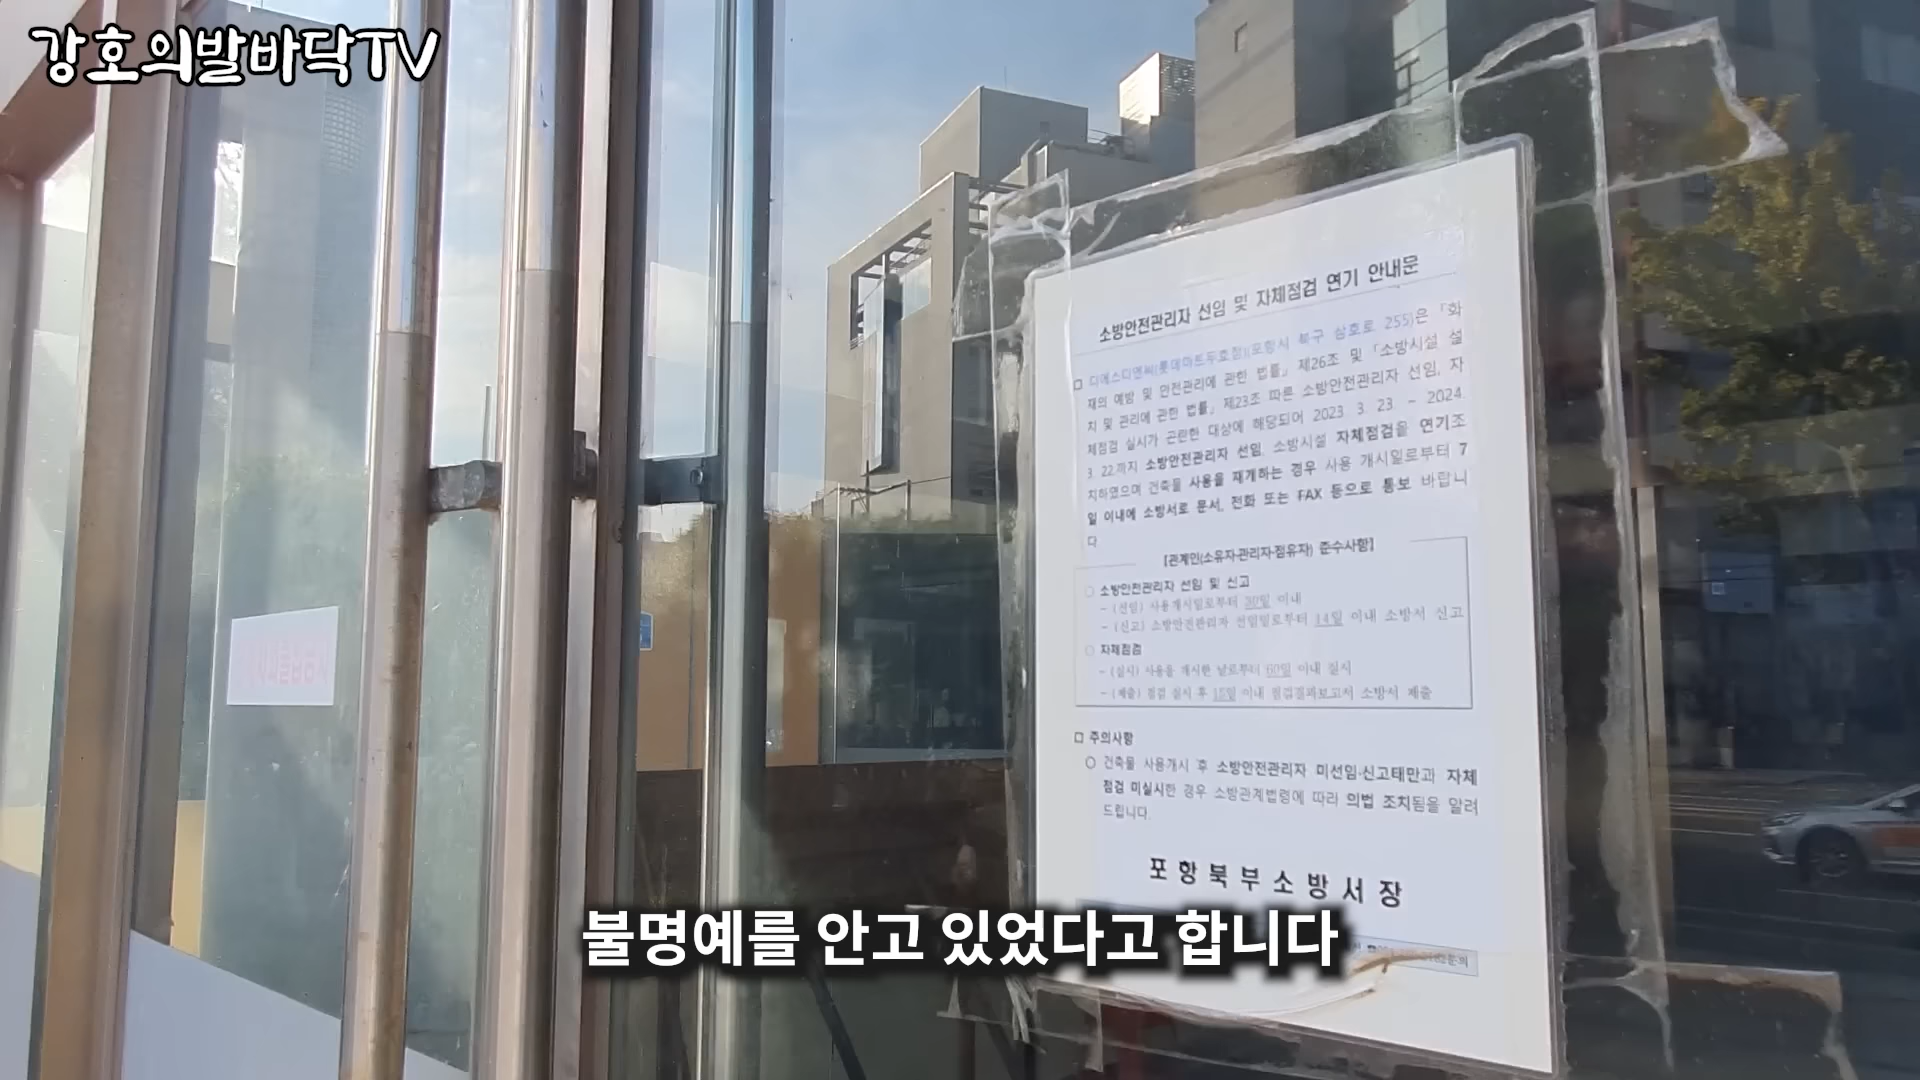 강호의발바닥TV
소방안전관리자 선임 및 자체점검 연기 안내문
□ 디에스디앤씨(롯데마트두호점)(포항시 북구 삼호로 255)은 「화
재의 예방 및 안전관리에 관한 법률」 제26조 및 「소방시설 설
치 및 관리에 관한 법률」 제23조 따른 소방안전관리자 선임, 자
체점검 실시가 곤란한 대상에 해당되어 2023. 3. 23. ~ 2024.
3. 22.까지 소방안전관리자 선임, 소방시설 자체점검을 연기조
치하였으며 건축물 사용을 재개하는 경우 사용 개시일로부터 7
일 이내에 소방서로 문서, 전화 또는 FAX 등으로 통보 바랍니
다
【관계인(소유자·관리자·점유자) 준수사항】
○ 소방안전관리자 선임 및 신고
- (선임) 사용개시일로부터 30일 이내
- (신고) 소방안전관리자 선임일로부터 14일 이내 소방서 신고
○ 자체점검
- (실시) 사용을 개시한 날로부터 60일 이내 실시
- (제출) 점검 실시 후 15일 이내 점검결과보고서 소방서 제출
□ 주의사항
○ 건축물 사용개시 후 소방안전관리자 미선임·신고태만과 자체
점검 미실시한 경우 소방관계법령에 따라 의법 조치됨을 알려
드립니다.
포항북부소방서장
불명예를 안고 있었다고 합니다